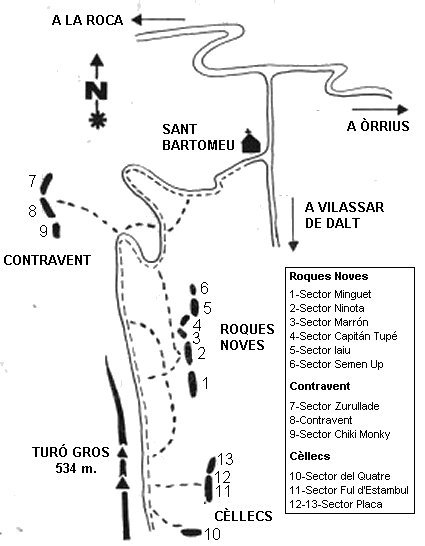 A LA ROCA
N
A ÒRRIUS
SANT
BARTOMEU
A VILASSAR
DE DALT
7
8
9
CONTRAVENT
6
5
4
3
2
1
ROQUES
NOVES
TURÓ GROS
534 m.
13
12
11
CÈLLECS
10
Roques Noves
1-Sector Minguet
2-Sector Ninota
3-Sector Marrón
4-Sector Capitán Tupé
5-Sector Iaiu
6-Sector Semen Up
Contravent
7-Sector Zurullade
8-Contravent
9-Sector Chiki Monky
Cèllecs
10-Sector del Quatre
11-Sector Ful d'Estambul
12-13-Sector Placa